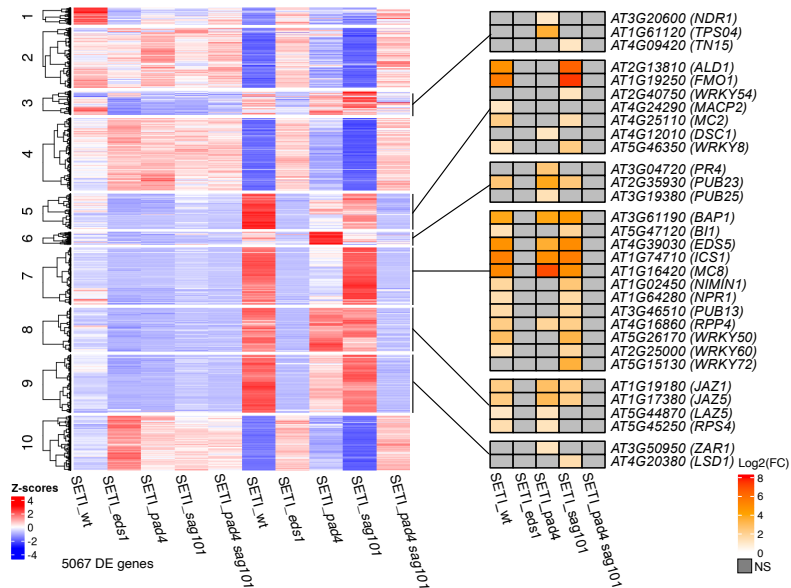 1
2
3
4
5
6
7
8
9
10
AT3G20600 (NDR1)
AT1G61120 (TPS04)
AT4G09420 (TN15)
AT2G13810 (ALD1)
AT1G19250 (FMO1)
AT2G40750 (WRKY54)
AT4G24290 (MACP2)
AT4G25110 (MC2)
AT4G12010 (DSC1)
AT5G46350 (WRKY8)
AT3G04720 (PR4)
AT2G35930 (PUB23)
AT3G19380 (PUB25)
AT3G61190 (BAP1)
AT5G47120 (BI1)
AT4G39030 (EDS5)
AT1G74710 (ICS1)
AT1G16420 (MC8)
AT1G02450 (NIMIN1)
AT1G64280 (NPR1)
AT3G46510 (PUB13)
AT4G16860 (RPP4)
AT5G26170 (WRKY50)
AT2G25000 (WRKY60)
AT5G15130 (WRKY72)
AT1G19180 (JAZ1)
AT1G17380 (JAZ5)
AT5G44870 (LAZ5)
AT5G45250 (RPS4)
AT3G50950 (ZAR1)
AT4G20380 (LSD1)
SETI_wt
SETI_eds1
SETI_pad4
SETI_sag101
SETI_pad4 sag101
SETI_wt
SETI_eds1
SETI_pad4
SETI_sag101
SETI_pad4 sag101
SETI_wt
SETI_eds1
SETI_pad4
SETI_sag101
SETI_pad4 sag101
Z-scores
4
2
0
-2
-4
5067 DE genes
Log2(FC)
8
6
4
2
0
NS